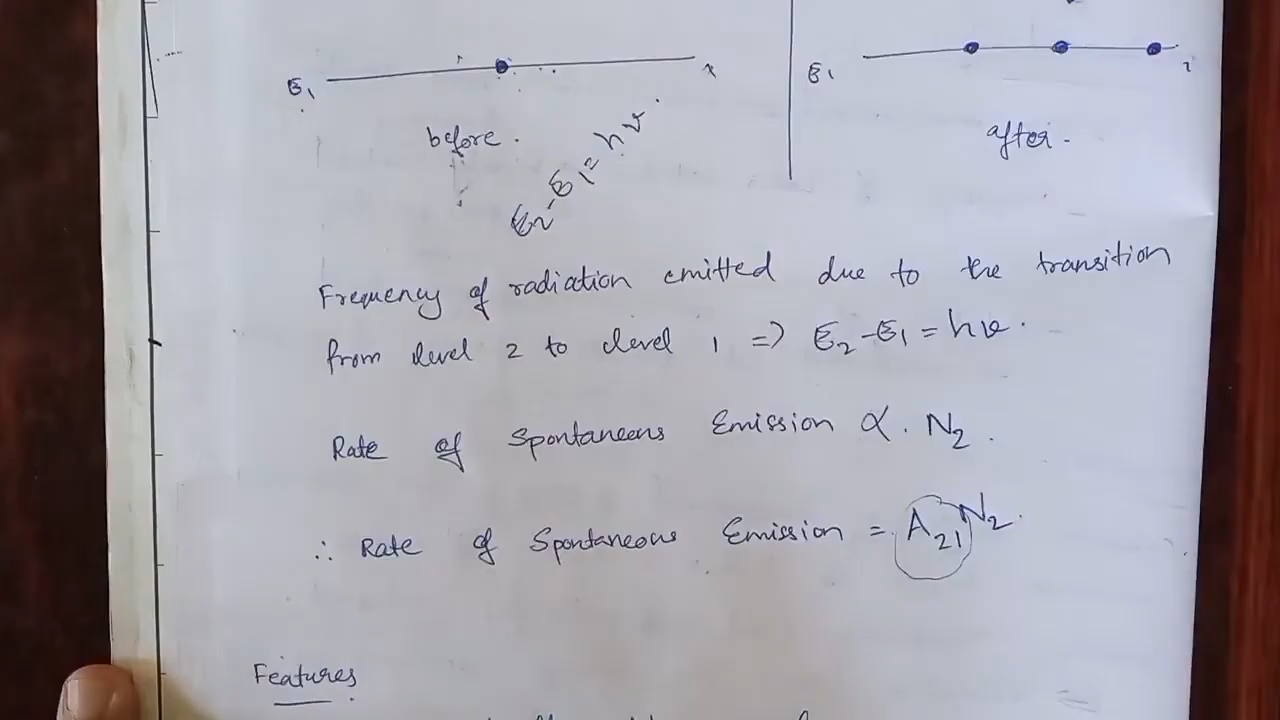 E₁
E₁
before.
after.
E₂-E₁=hν.
Frequency of radiation emitted due to the transition
from level 2 to level 1 => E₂-E₁=hν.
Rate of Spontaneous Emission ∝. N₂.
∴ Rate of Spontaneous Emission = A₂₁N₂.
Features